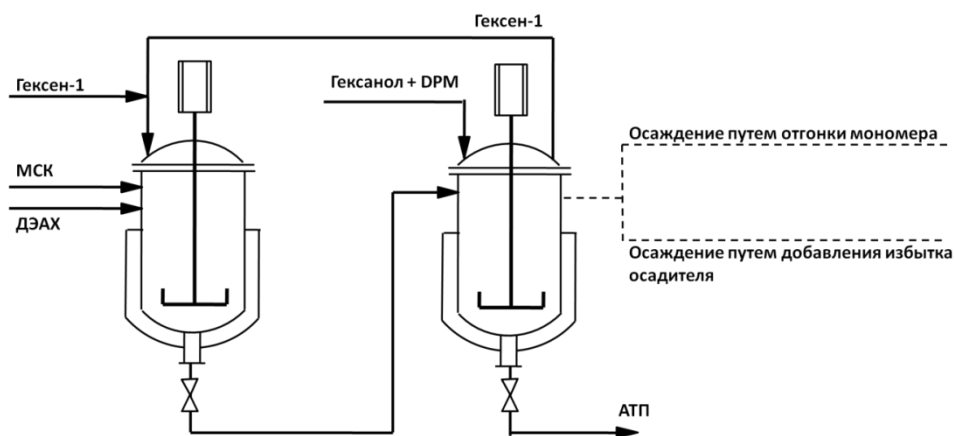 Гексен-1
Гексен-1
Гексанол + DPM
Осаждение путем отгонки мономера
МСК
ДЭАХ
Осаждение путем добавления избытка
осадителя
АТП